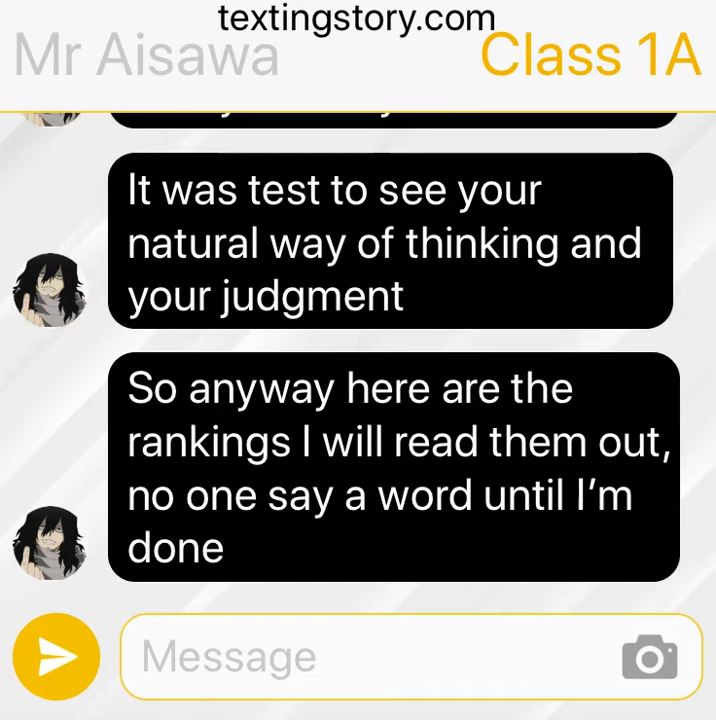 textingstory.com
Mr Aisawa
Class 1A
It was test to see your
natural way of thinking and
your judgment
So anyway here are the
rankings I will read them out,
no one say a word until I’m
done
Message